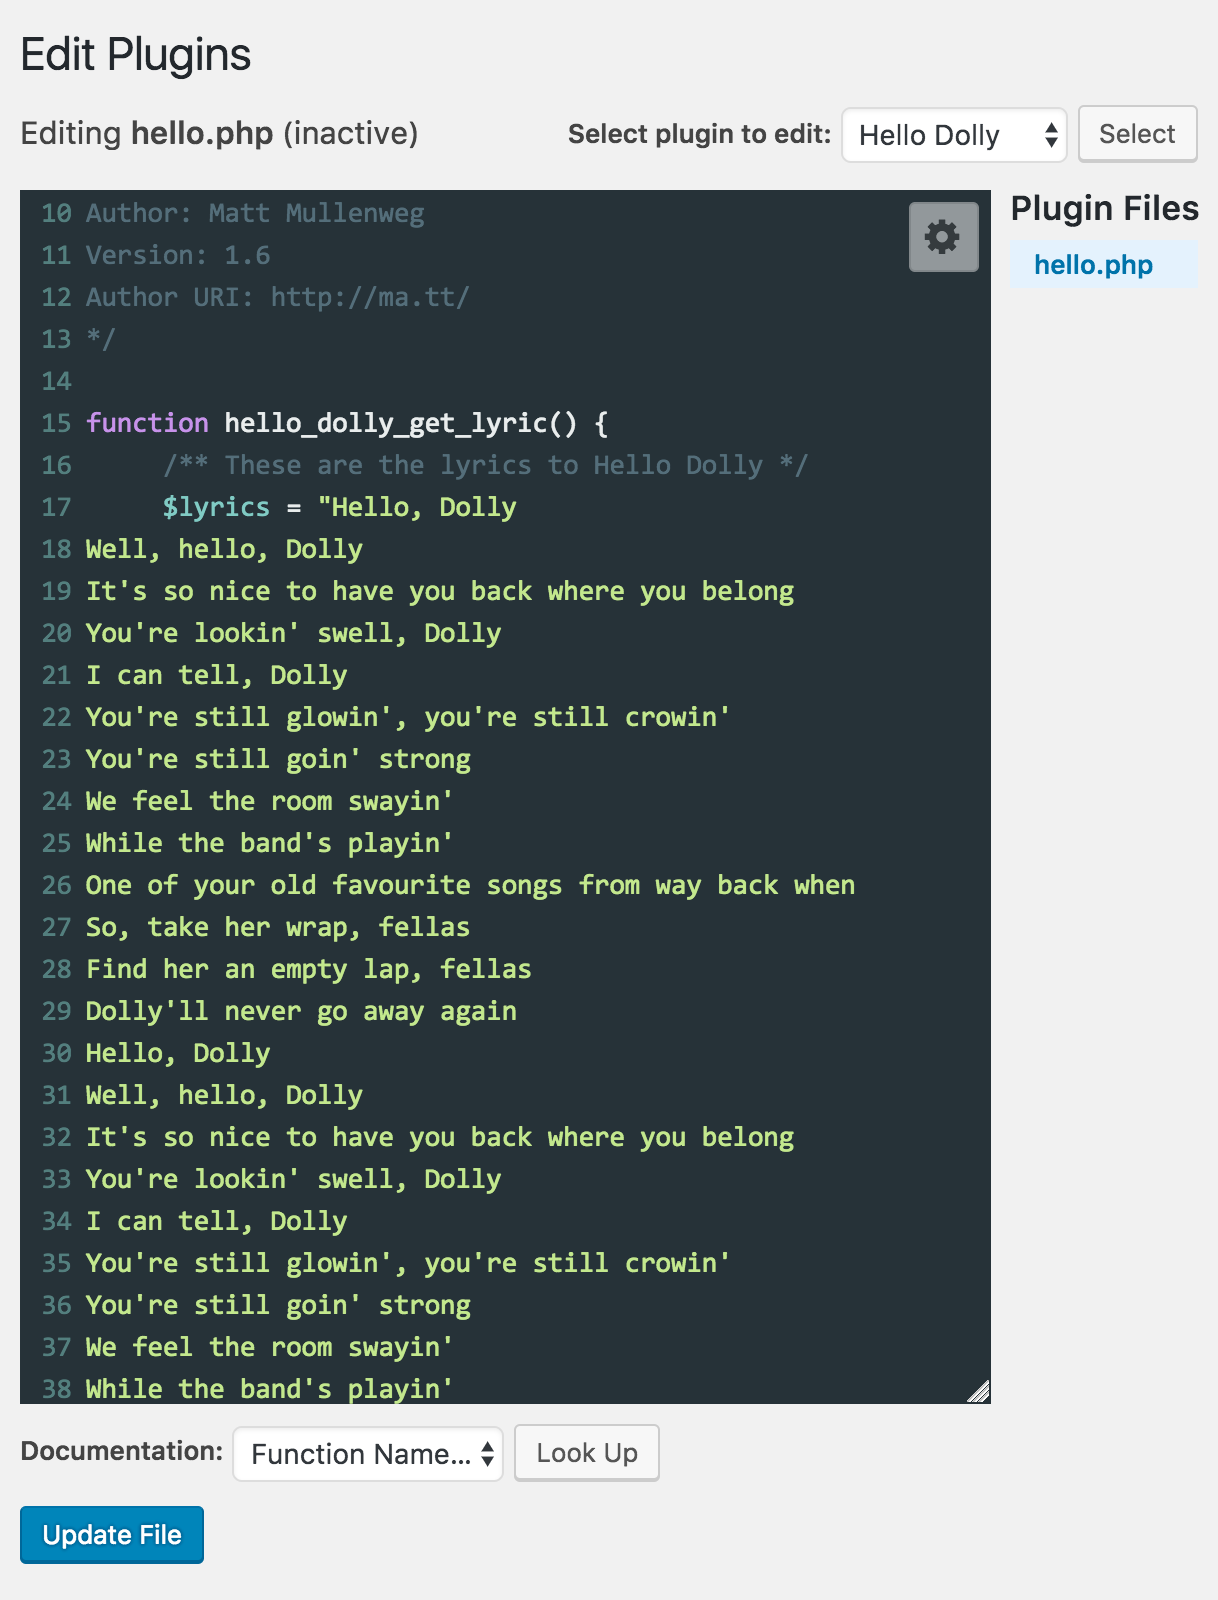 Edit Plugins
Editing hello.php (inactive)
Select plugin to edit: Hello Dolly Select
10 Author: Matt Mullenweg
11 Version: 1.6
12 Author URI: http://ma.tt/
13 */
14
15 function hello_dolly_get_lyric() {
16 /** These are the lyrics to Hello Dolly */
17 $lyrics = "Hello, Dolly
18 Well, hello, Dolly
19 It's so nice to have you back where you belong
20 You're lookin' swell, Dolly
21 I can tell, Dolly
22 You're still glowin', you're still crowin'
23 You're still goin' strong
24 We feel the room swayin'
25 While the band's playin'
26 One of your old favourite songs from way back when
27 So, take her wrap, fellas
28 Find her an empty lap, fellas
29 Dolly'll never go away again
30 Hello, Dolly
31 Well, hello, Dolly
32 It's so nice to have you back where you belong
33 You're lookin' swell, Dolly
34 I can tell, Dolly
35 You're still glowin', you're still crowin'
36 You're still goin' strong
37 We feel the room swayin'
38 While the band's playin'
Plugin Files
hello.php
Documentation: Function Name... Look Up
Update File